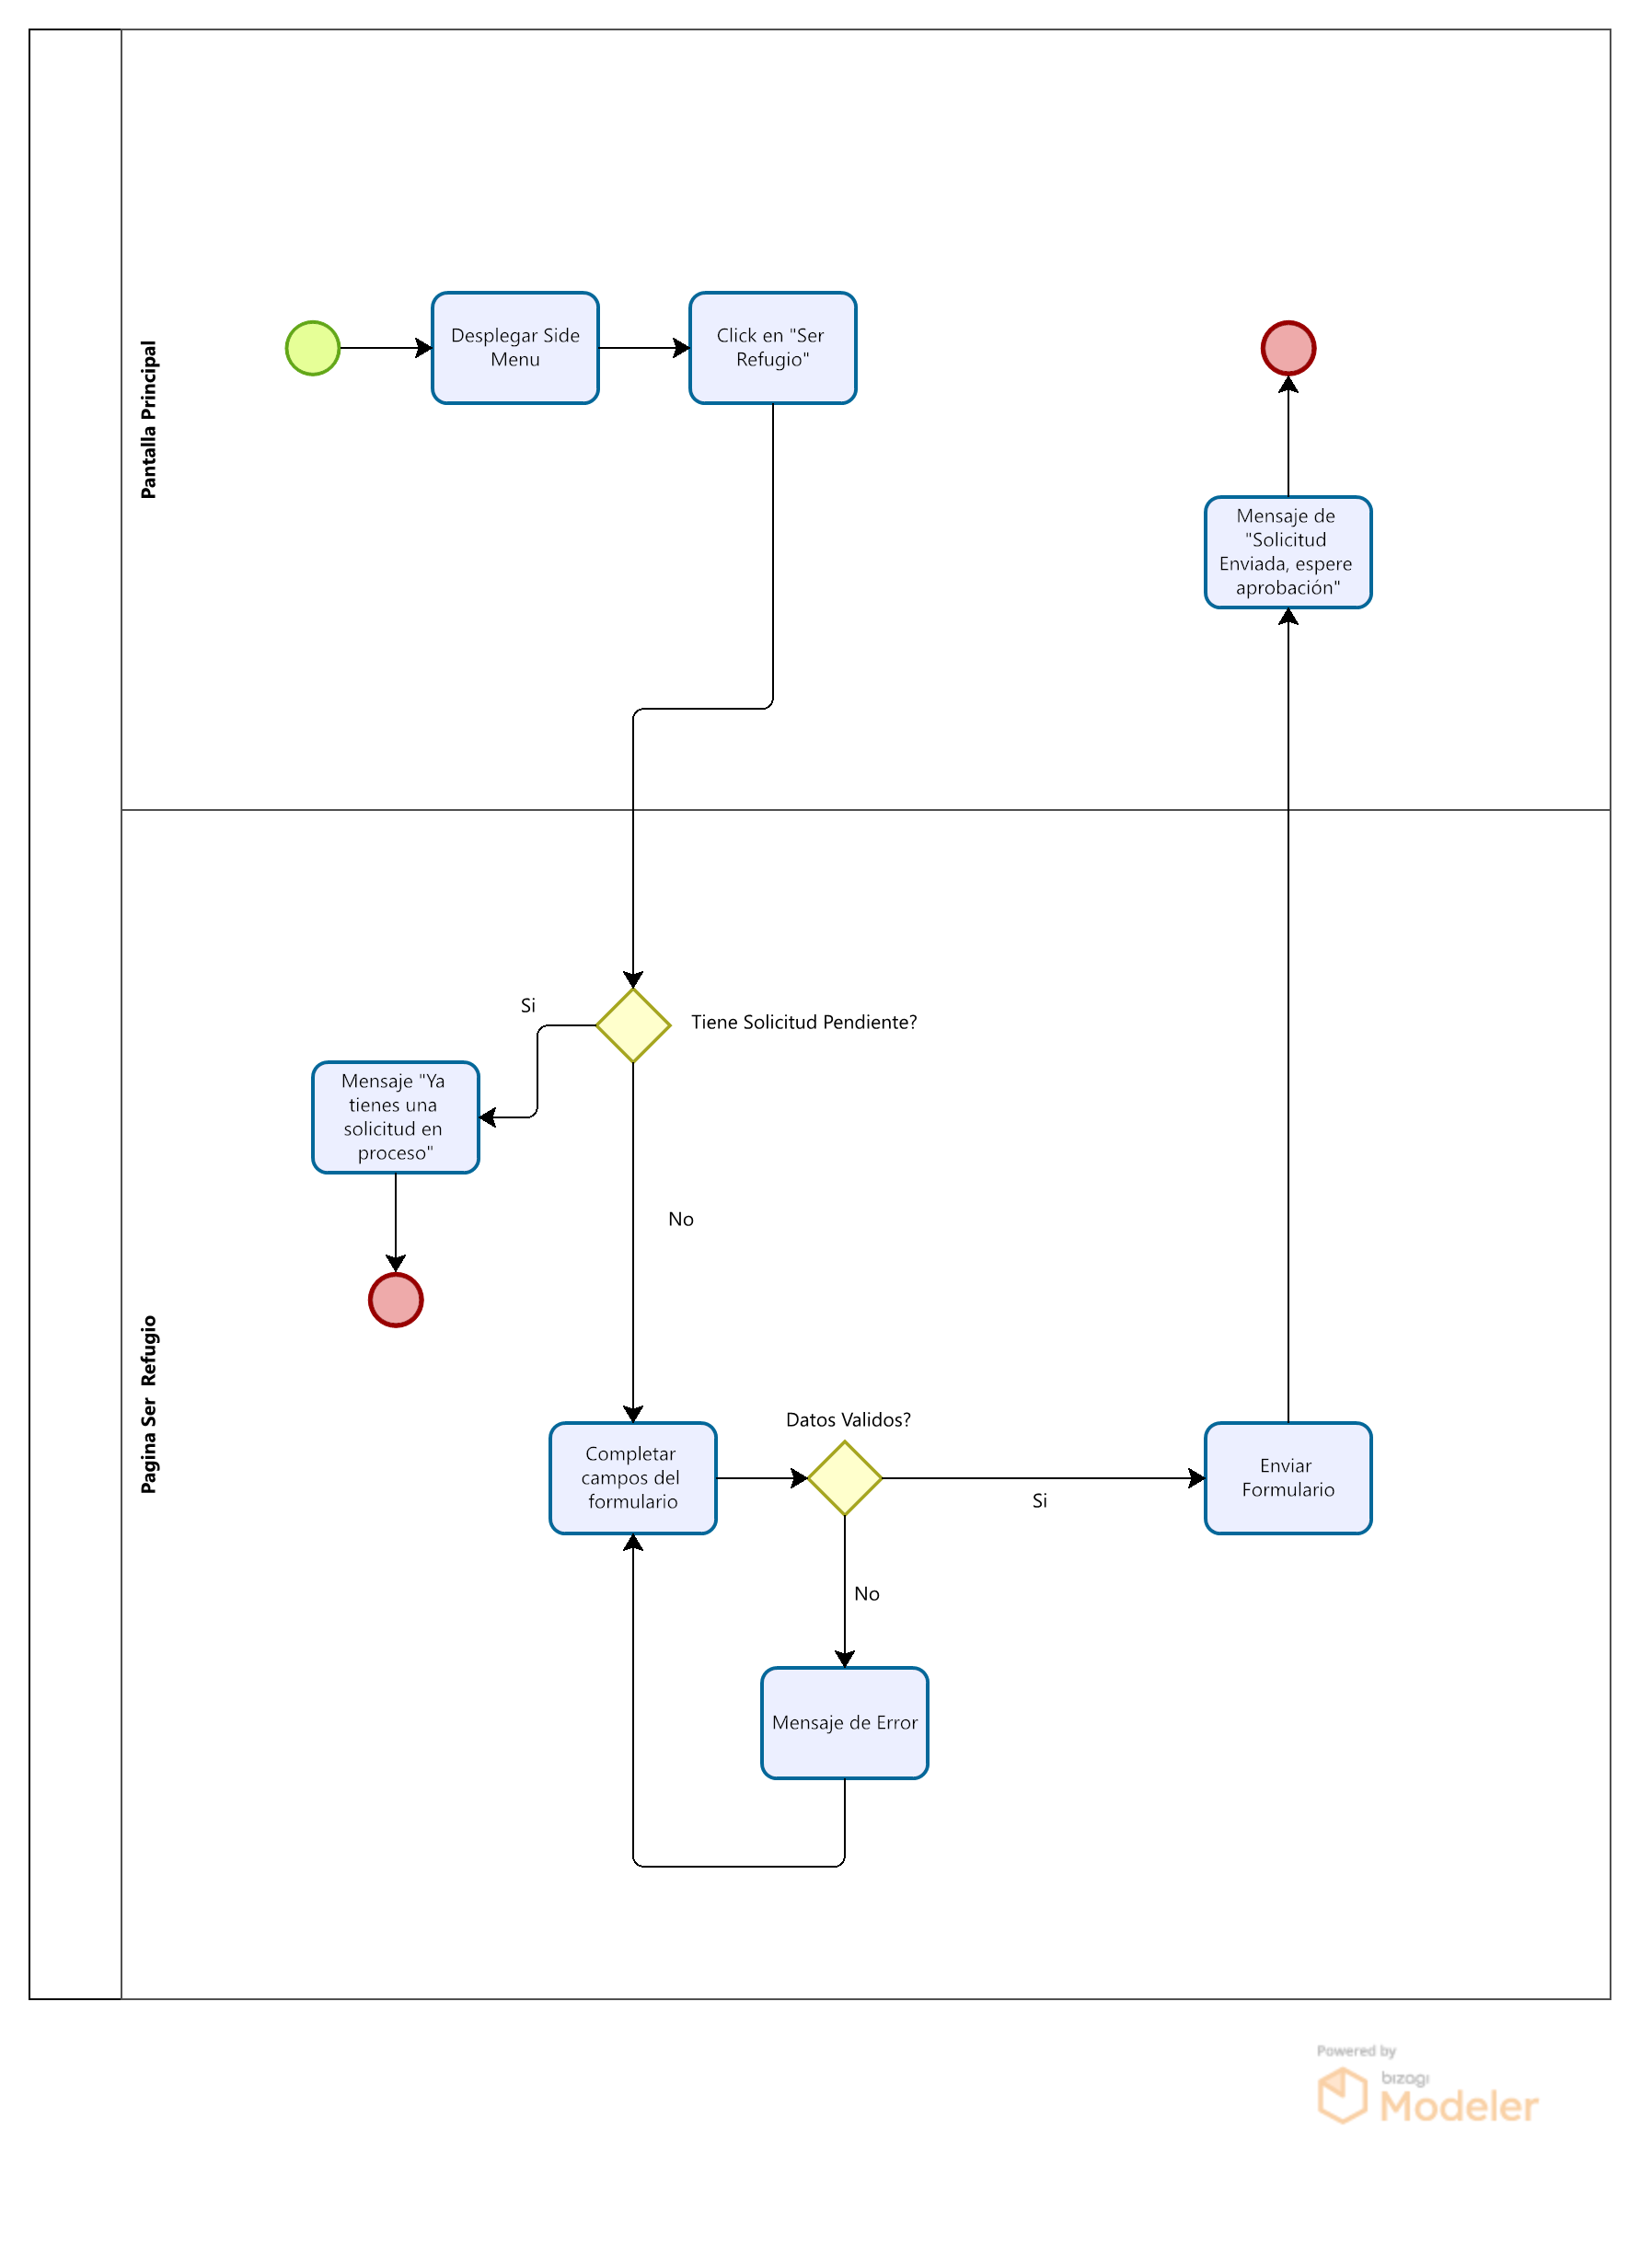 Pantalla Principal
Desplegar Side
Menu
Click en "Ser
Refugio"
Mensaje de
"Solicitud
Enviada, espere
aprobación"
Pagina Ser  Refugio
Si
Tiene Solicitud Pendiente?
Mensaje "Ya
tienes una
solicitud en
proceso"
No
Completar
campos del
formulario
Datos Validos?
Si
Enviar
Formulario
No
Mensaje de Error
Powered by
bizagi
Modeler